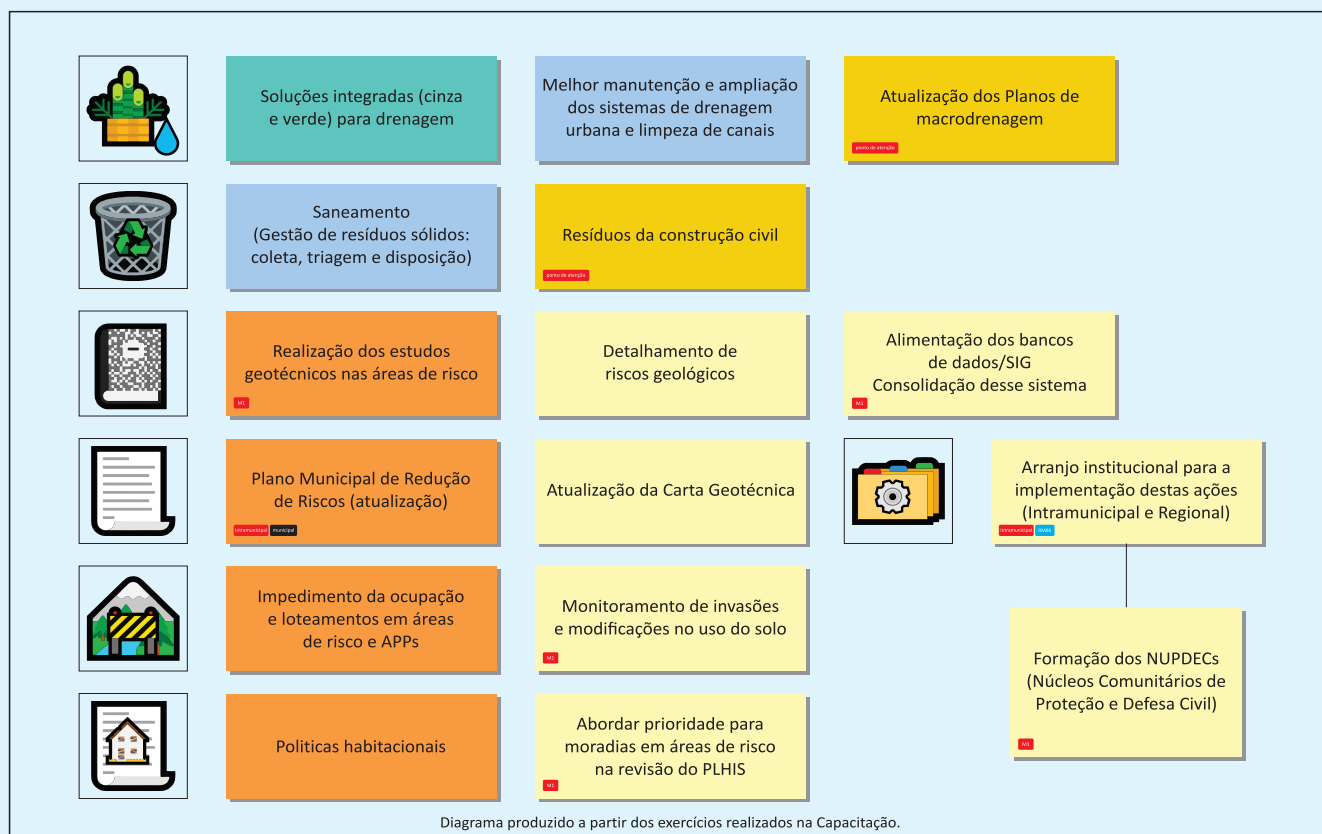 Soluções integradas (cinza
e verde) para drenagem
Melhor manutenção e ampliação
dos sistemas de drenagem
urbana e limpeza de canais
Atualização dos Planos de
macrodrenagem
ponto de atenção
Saneamento
(Gestão de resíduos sólidos:
coleta, triagem e disposição)
Resíduos da construção civil
ponto de atenção
Realização dos estudos
geotécnicos nas áreas de risco
M1
Detalhamento de
riscos geológicos
Alimentação dos bancos
de dados/SIG
Consolidação desse sistema
M1
Plano Municipal de Redução
de Riscos (atualização)
intramunicipal municipal
Atualização da Carta Geotécnica
Arranjo institucional para a
implementação destas ações
(Intramunicipal e Regional)
intramunicipal RMBS
Impedimento da ocupação
e loteamentos em áreas
de risco e APPs
Monitoramento de invasões
e modificações no uso do solo
M1
Formação dos NUPDECs
(Núcleos Comunitários de
Proteção e Defesa Civil)
M1
Politicas habitacionais
Abordar prioridade para
moradias em áreas de risco
na revisão do PLHIS
M1
Diagrama produzido a partir dos exercícios realizados na Capacitação.